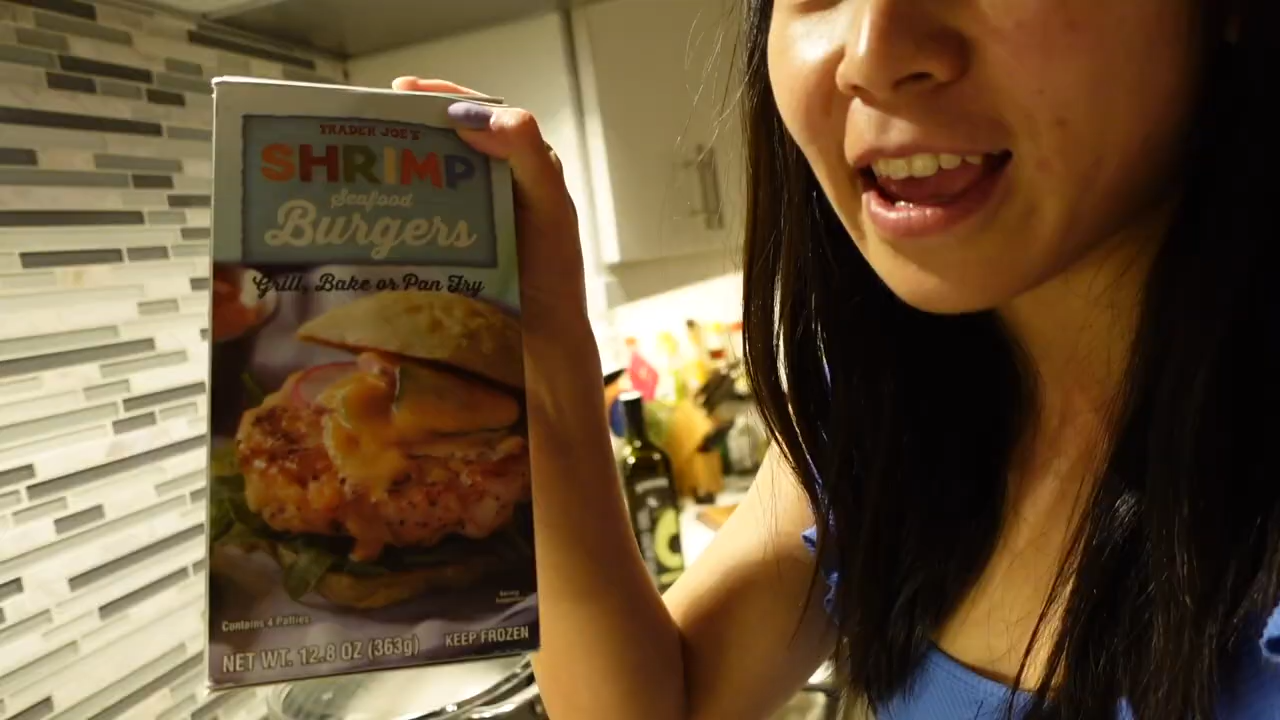 TRADER JOE'S
SHRIMP
Seafood
Burgers
Grill, Bake or Pan Fry
Serving
Contains 4 Patties
NET WT. 12.8 OZ (363g) KEEP FROZEN